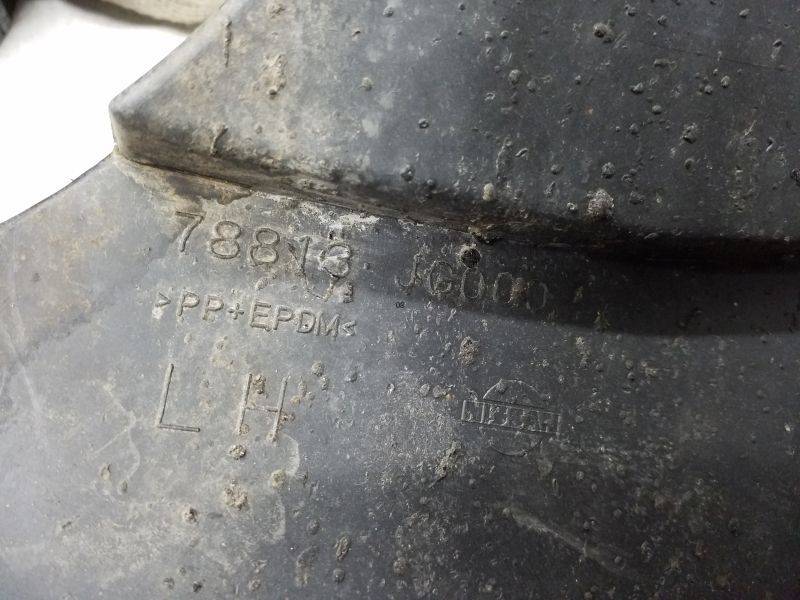 78813 JG000
>PP+EPDM<
LH
NISSAN